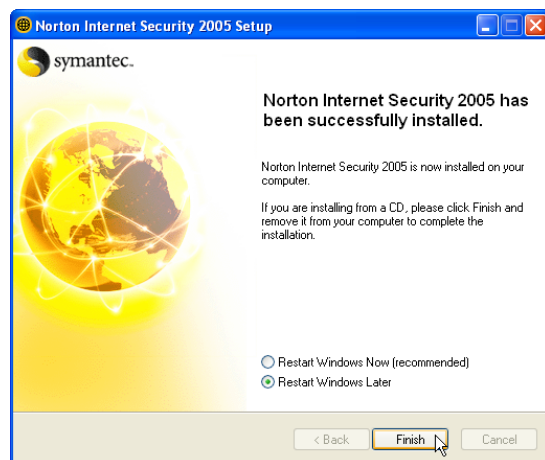 Norton Internet Security 2005 Setup
symantec.
Norton Internet Security 2005 has
been successfully installed.
Norton Internet Security 2005 is now installed on your
computer.
If you are installing from a CD, please click Finish and
remove it from your computer to complete the
installation.
Restart Windows Now (recommended)
Restart Windows Later
< Back
Finish
Cancel